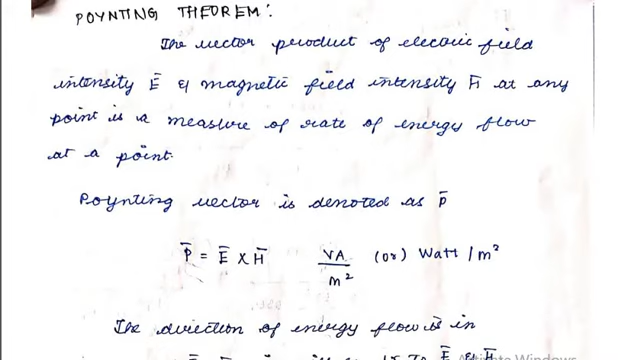 POYNTING THEOREM:
The vector product of electric field
intensity E̅ & magnetic field intensity H̅ at any
point is a measure of rate of energy flow
at a point.
Poynting vector is denoted as P̅
P̅ = E̅ X H̅ VA/m² (or) Watt/m²
The direction of energy flow is in
to E̅ & H̅
Windows